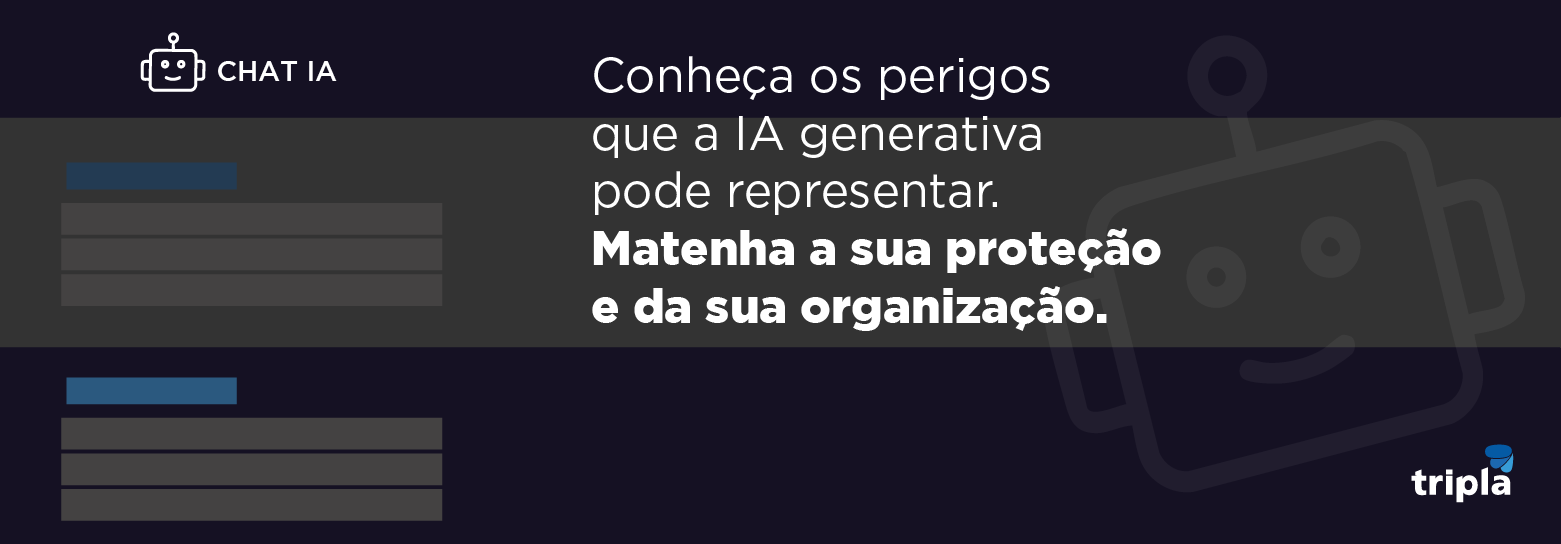 CHAT IA
Conheça os perigos
que a IA generativa
pode representar.
Matenha a sua proteção
e da sua organização.
tripla